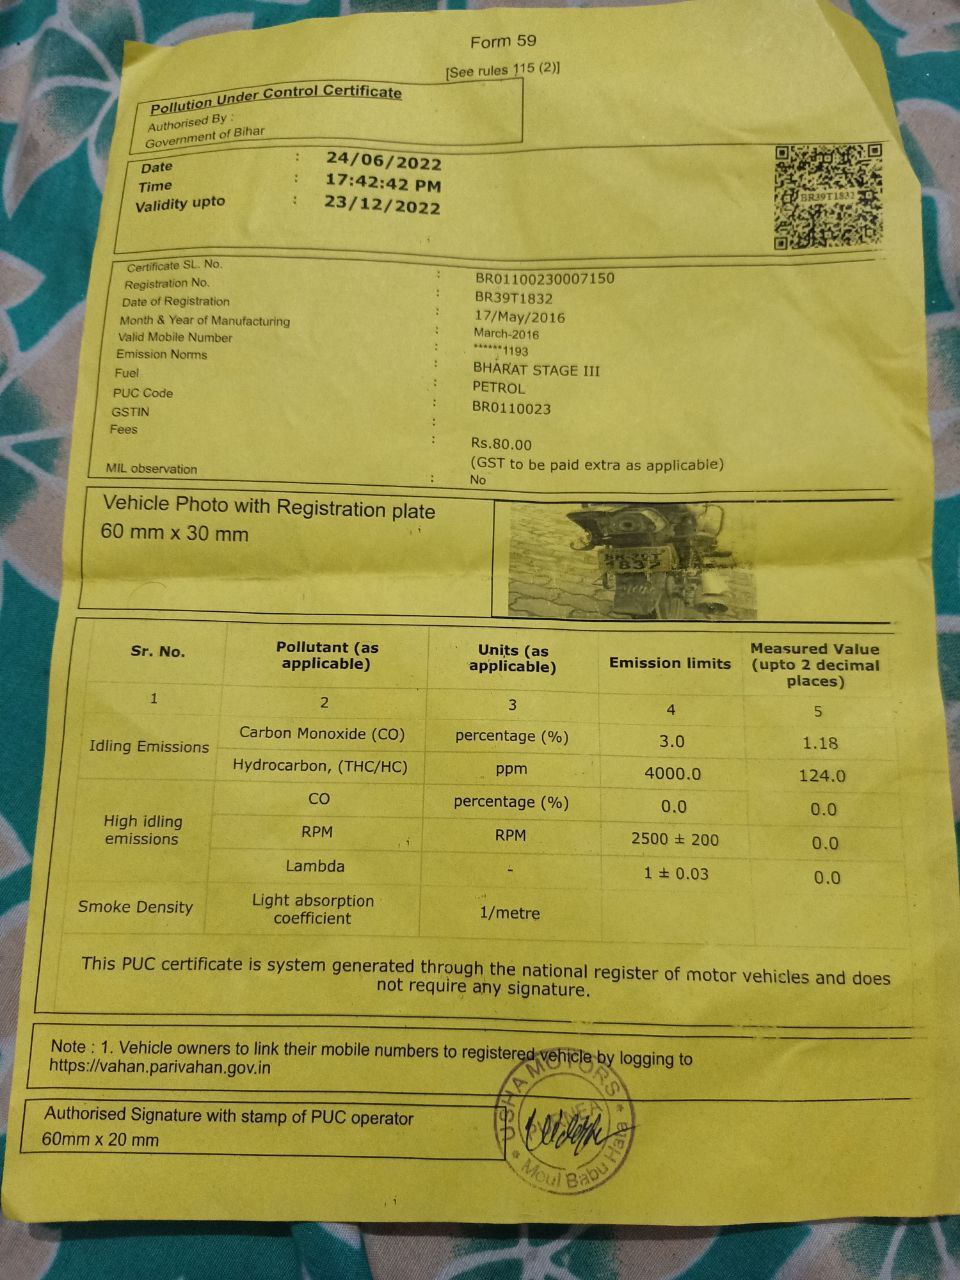 Form 59
[See rules 115 (2)]
Pollution Under Control Certificate
Authorised By :
Government of Bihar
Date : 24/06/2022
Time : 17:42:42 PM
Validity upto : 23/12/2022
BR39T1832
Certificate SL. No. : BR01100230007150
Registration No. : BR39T1832
Date of Registration : 17/May/2016
Month & Year of Manufacturing : March-2016
Valid Mobile Number : ******1193
Emission Norms : BHARAT STAGE III
Fuel : PETROL
PUC Code : BR0110023
GSTIN :
Fees : Rs.80.00
(GST to be paid extra as applicable)
MIL observation : No
Vehicle Photo with Registration plate
60 mm x 30 mm
BR39T
1832
Sr. No. Pollutant (as applicable) Units (as applicable) Emission limits Measured Value (upto 2 decimal places)
1 2 3 4 5
Idling Emissions Carbon Monoxide (CO) percentage (%) 3.0 1.18
Hydrocarbon, (THC/HC) ppm 4000.0 124.0
High idling emissions CO percentage (%) 0.0 0.0
RPM RPM 2500 ± 200 0.0
Lambda - 1 ± 0.03 0.0
Smoke Density Light absorption coefficient 1/metre
This PUC certificate is system generated through the national register of motor vehicles and does
not require any signature.
Note : 1. Vehicle owners to link their mobile numbers to registered vehicle by logging to
https://vahan.parivahan.gov.in
Authorised Signature with stamp of PUC operator
60mm x 20 mm
USHA MOTORS
PURNEA
Moul Babu Hata